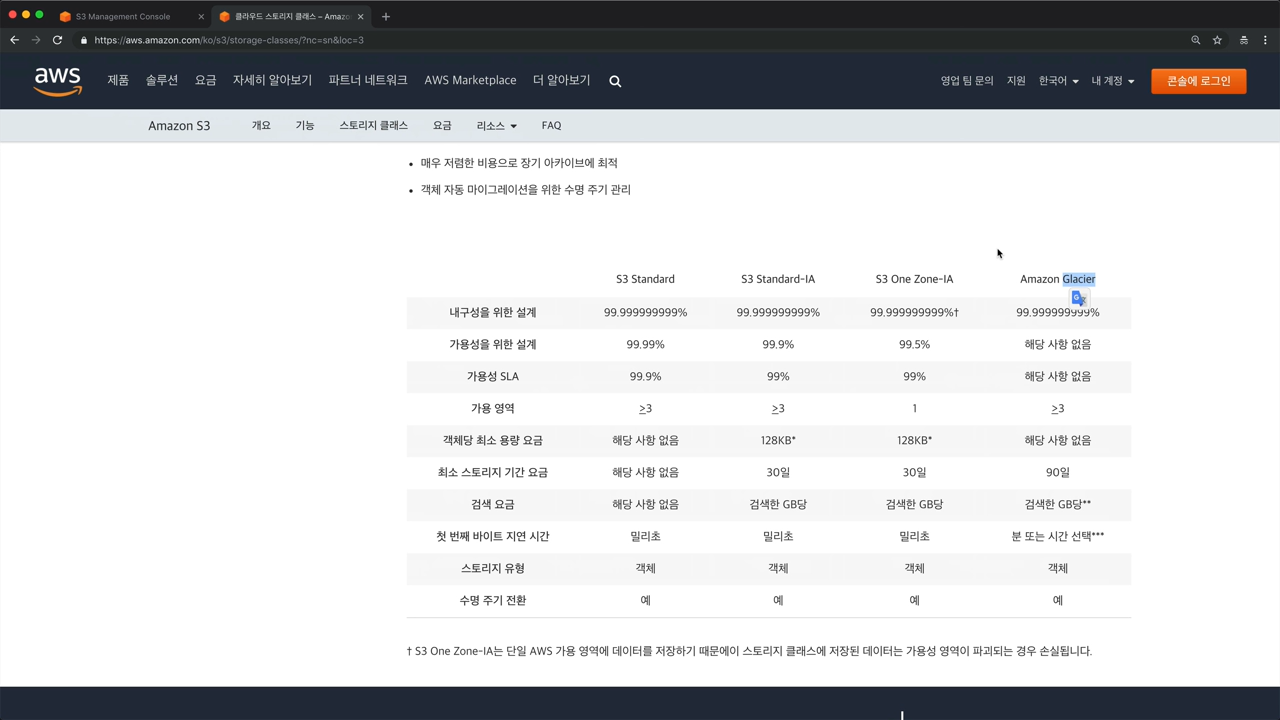 S3 Management Console
클라우드 스토리지 클래스 – Amazo
https://aws.amazon.com/ko/s3/storage-classes/?nc=sn&loc=3
aws 제품 솔루션 요금 자세히 알아보기 파트너 네트워크 AWS Marketplace 더 알아보기 영업 팀 문의 지원 한국어 내 계정 콘솔에 로그인
Amazon S3 개요 기능 스토리지 클래스 요금 리소스 FAQ
• 매우 저렴한 비용으로 장기 아카이브에 최적
• 객체 자동 마이그레이션을 위한 수명 주기 관리
S3 Standard S3 Standard-IA S3 One Zone-IA Amazon Glacier
내구성을 위한 설계 99.999999999% 99.999999999% 99.999999999%† 99.999999999%
가용성을 위한 설계 99.99% 99.9% 99.5% 해당 사항 없음
가용성 SLA 99.9% 99% 99% 해당 사항 없음
가용 영역 ≥3 ≥3 1 ≥3
객체당 최소 용량 요금 해당 사항 없음 128KB* 128KB* 해당 사항 없음
최소 스토리지 기간 요금 해당 사항 없음 30일 30일 90일
검색 요금 해당 사항 없음 검색한 GB당 검색한 GB당 검색한 GB당**
첫 번째 바이트 지연 시간 밀리초 밀리초 밀리초 분 또는 시간 선택***
스토리지 유형 객체 객체 객체 객체
수명 주기 전환 예 예 예 예
† S3 One Zone-IA는 단일 AWS 가용 영역에 데이터를 저장하기 때문에이 스토리지 클래스에 저장된 데이터는 가용성 영역이 파괴되는 경우 손실됩니다.